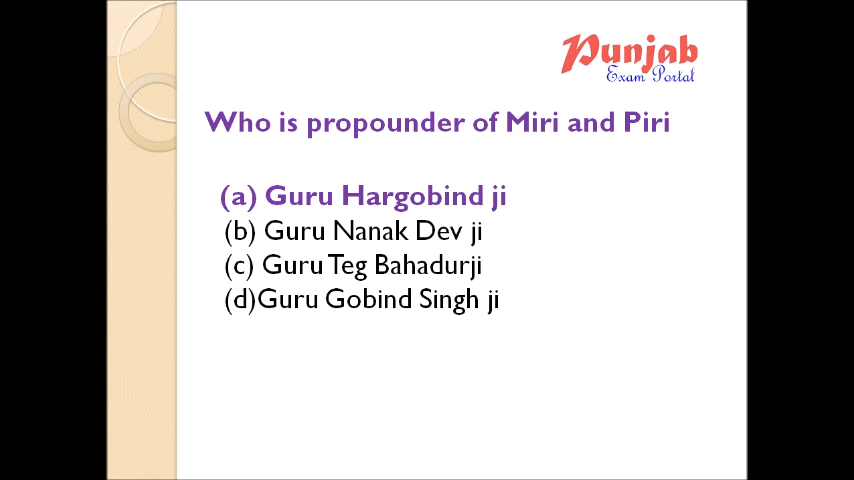 Punjab
Exam Portal
Who is propounder of Miri and Piri
(a) Guru Hargobind ji
(b) Guru Nanak Dev ji
(c) Guru Teg Bahadurji
(d)Guru Gobind Singh ji